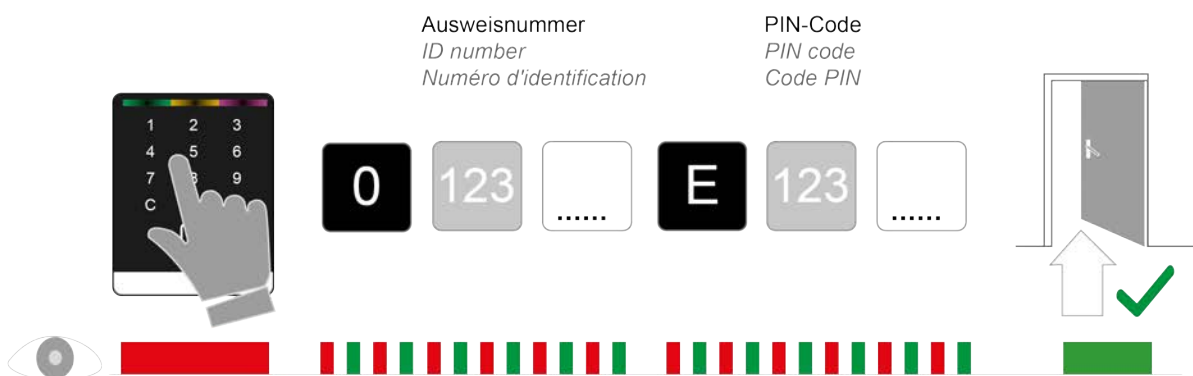 Ausweisnummer
ID number
Numéro d'identification
PIN-Code
PIN code
Code PIN
1 2 3
4 5 6
7 8 9
C
0 123 ...... E 123 ......